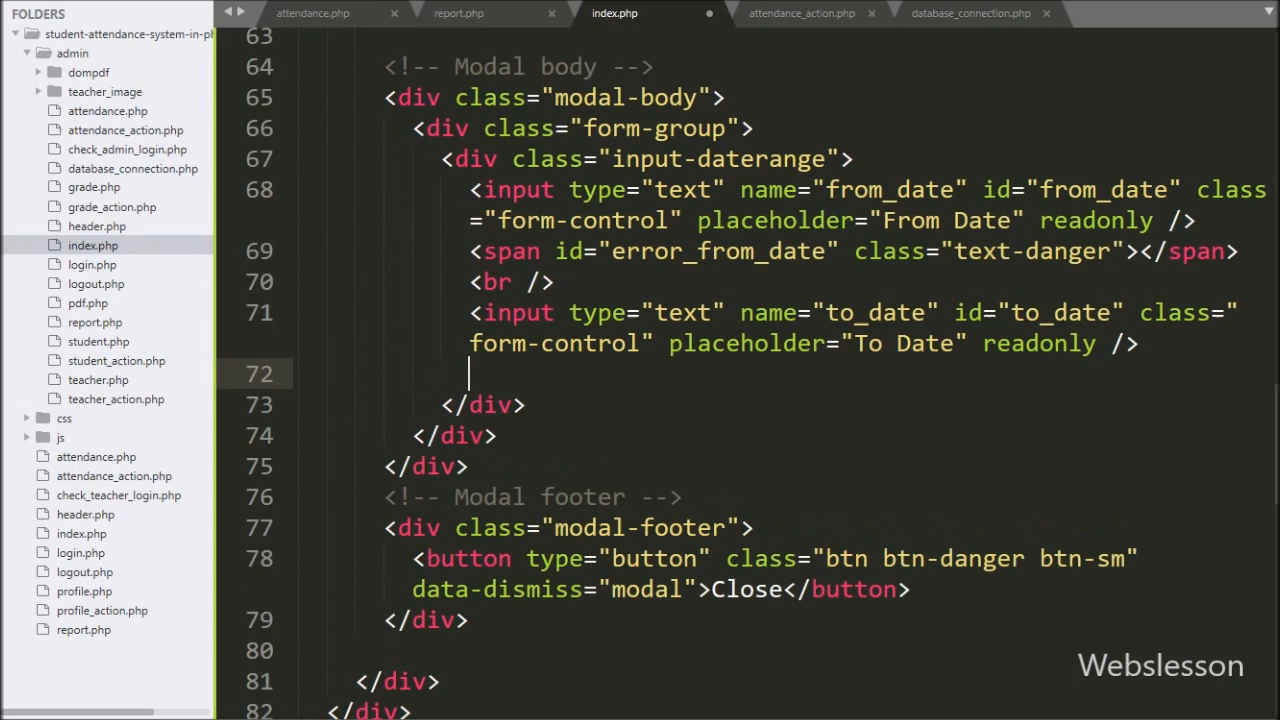 FOLDERS
student-attendance-system-in-ph
admin
dompdf
teacher_image
attendance.php
attendance_action.php
check_admin_login.php
database_connection.php
grade.php
grade_action.php
header.php
index.php
login.php
logout.php
pdf.php
report.php
student.php
student_action.php
teacher.php
teacher_action.php
css
js
attendance.php
attendance_action.php
check_teacher_login.php
header.php
index.php
login.php
logout.php
profile.php
profile_action.php
report.php
attendance.php × report.php × index.php attendance_action.php × database_connection.php ×
63
64 <!-- Modal body -->
65 <div class="modal-body">
66 <div class="form-group">
67 <div class="input-daterange">
68 <input type="text" name="from_date" id="from_date" class
="form-control" placeholder="From Date" readonly />
69 <span id="error_from_date" class="text-danger"></span>
70 <br />
71 <input type="text" name="to_date" id="to_date" class="
form-control" placeholder="To Date" readonly />
72
73 </div>
74 </div>
75 </div>
76 <!-- Modal footer -->
77 <div class="modal-footer">
78 <button type="button" class="btn btn-danger btn-sm"
data-dismiss="modal">Close</button>
79 </div>
80
81 </div>
82 </div>
Webslesson